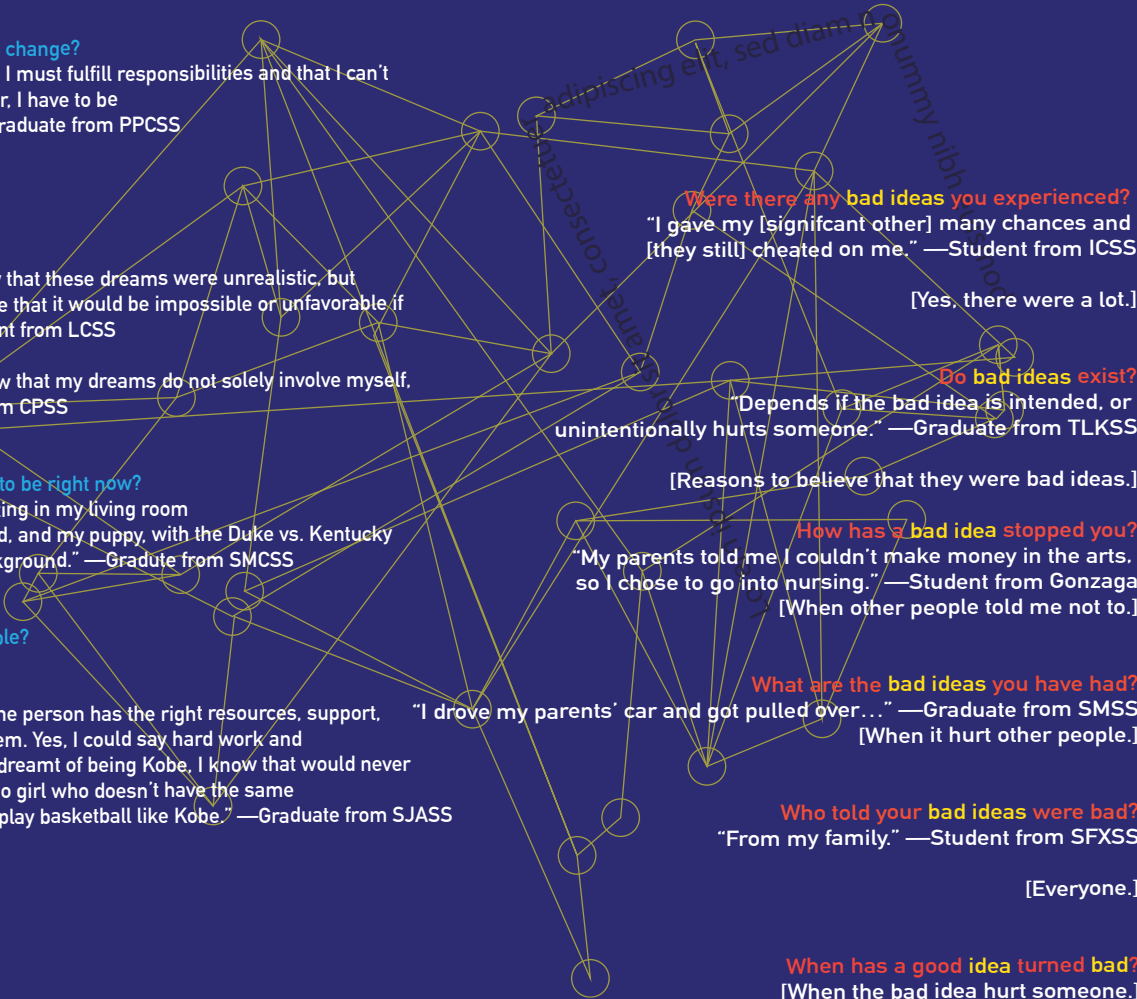 change?
I must fulfill responsibilities and that I can't
r, I have to be
raduate from PPCSS
that these dreams were unrealistic, but
e that it would be impossible or unfavorable if
nt from LCSS
w that my dreams do not solely involve myself,
m CPSS
to be right now?
ting in my living room
d, and my puppy, with the Duke vs. Kentucky
kground.” —Gradute from SMCSS
ple?
ne person has the right resources, support,
em. Yes, I could say hard work and
dreamt of being Kobe, I know that would never
o girl who doesn't have the same
play basketball like Kobe.” —Graduate from SJASS
adipiscing elit, sed diam n
onummy nibh
amet, consectetur
Were there any bad ideas you experienced?
“I gave my [signifcant other] many chances and
[they still] cheated on me.” —Student from ICSS
[Yes, there were a lot.]
Do bad ideas exist?
“Depends if the bad idea is intended, or
unintentionally hurts someone.” —Graduate from TLKSS
[Reasons to believe that they were bad ideas.]
How has a bad idea stopped you?
“My parents told me I couldn't make money in the arts,
so I chose to go into nursing.” —Student from Gonzaga
[When other people told me not to.]
What are the bad ideas you have had?
“I drove my parents' car and got pulled over…” —Graduate from SMSS
[When it hurt other people.]
Who told your bad ideas were bad?
“From my family.” —Student from SFXSS
[Everyone.]
When has a good idea turned bad?
[When the bad idea hurt someone.]